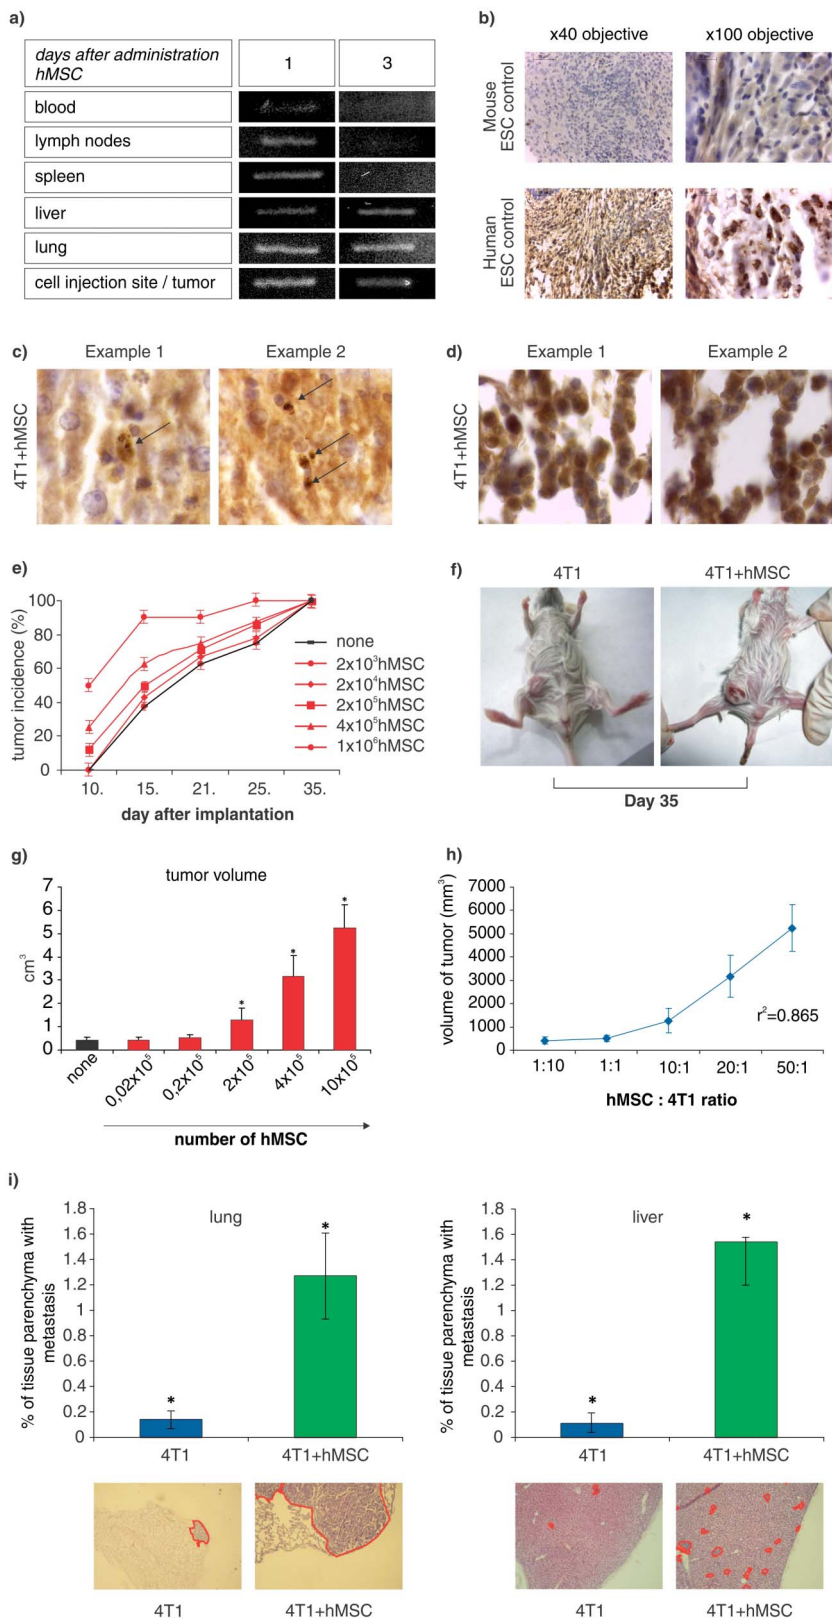 a)
days after administration
hMSC
1
3
blood
lymph nodes
spleen
liver
lung
cell injection site / tumor
b)
x40 objective
x100 objective
Mouse
ESC control
Human
ESC control
c)
Example 1
Example 2
4T1+hMSC
d)
Example 1
Example 2
4T1+hMSC
e)
tumor incidence (%)
100
80
60
40
20
0
10.
15.
21.
25.
35.
day after implantation
none
2x10³hMSC
2x10⁴hMSC
2x10⁵hMSC
4x10⁵hMSC
1x10⁶hMSC
f)
4T1
4T1+hMSC
Day 35
g)
tumor volume
cm³
7
6
5
4
3
2
1
0
*
*
*
none
0,02x10⁵
0,2x10⁵
2x10⁵
4x10⁵
10x10⁵
number of hMSC
h)
volume of tumor (mm³)
7000
6000
5000
4000
3000
2000
1000
0
r²=0.865
1:10
1:1
10:1
20:1
50:1
hMSC : 4T1 ratio
i)
% of tissue parenchyma with
metastasis
1.8
1.6
1.4
1.2
1
0.8
0.6
0.4
0.2
0
lung
*
*
4T1
4T1+hMSC
4T1
4T1+hMSC
% of tissue parenchyma with
metastasis
1.8
1.6
1.4
1.2
1
0.8
0.6
0.4
0.2
0
liver
*
*
4T1
4T1+hMSC
4T1
4T1+hMSC